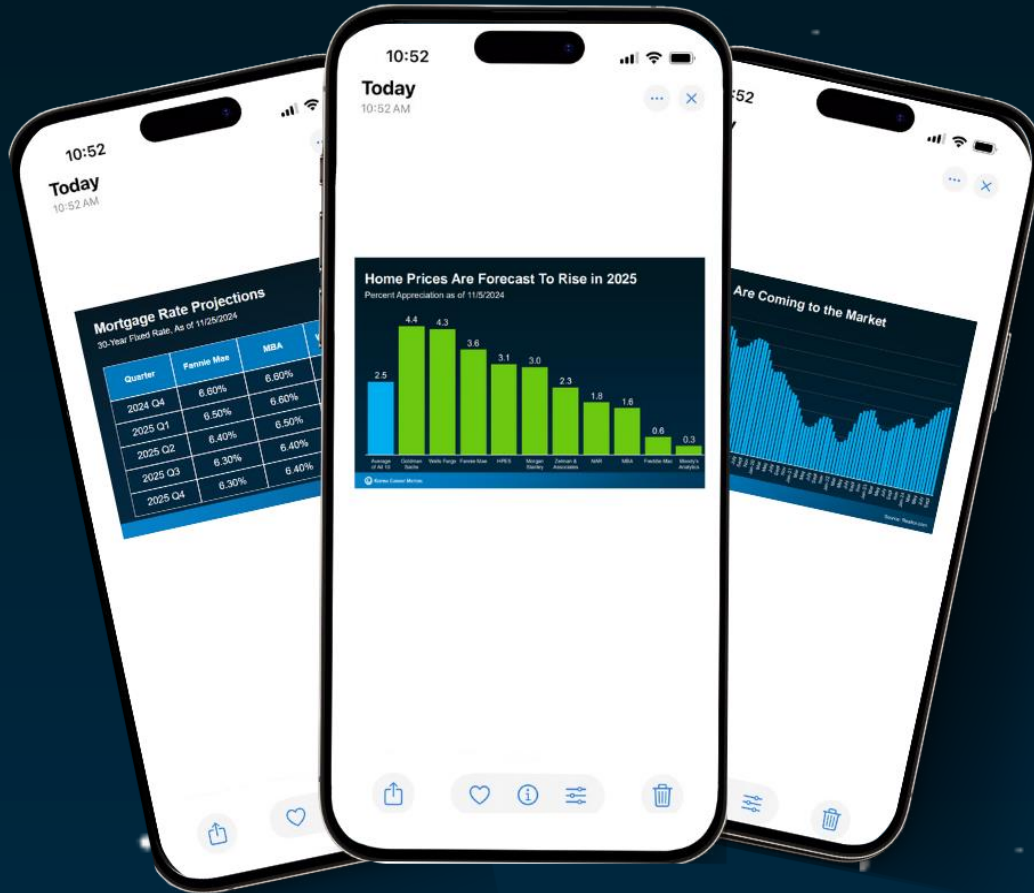 10:52
Today
10:52 AM
Mortgage Rate Projections
30-Year Fixed Rate, As of 11/25/2024
Quarter Fannie Mae MBA
2024 Q4 6.60% 6.60%
2025 Q1 6.50% 6.60%
2025 Q2 6.40% 6.50%
2025 Q3 6.30% 6.40%
2025 Q4 6.30% 6.40%
10:52
Today
10:52 AM
Home Prices Are Forecast To Rise in 2025
Percent Appreciation as of 11/5/2024
2.5 4.4 4.3 3.6 3.1 3.0 2.3 1.8 1.6 0.6 0.3
Average of All 10
Goldman Sachs
Wells Fargo
Fannie Mae
HPES
Morgan Stanley
Zelman & Associates
NAR
MBA
Freddie Mac
Moody's Analytics
:52
Are Coming to the Market
Source: Realtor.com